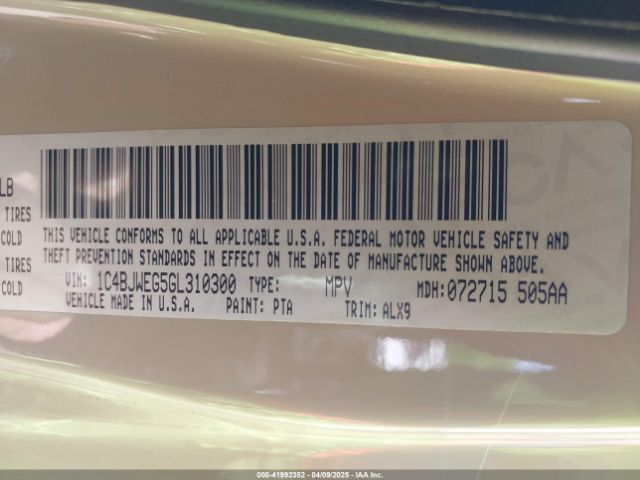 LB
TIRES
COLD
TIRES
COLD
THIS VEHICLE CONFORMS TO ALL APPLICABLE U.S.A. FEDERAL MOTOR VEHICLE SAFETY AND
THEFT PREVENTION STANDARDS IN EFFECT ON THE DATE OF MANUFACTURE SHOWN ABOVE.
VIN: 1C4BJWEG5GL310300 TYPE: MPV MDH:072715 505AA
VEHICLE MADE IN U.S.A. PAINT: PTA TRIM: ALX9
000-41992352 | 04/09/2025 | IAA Inc.